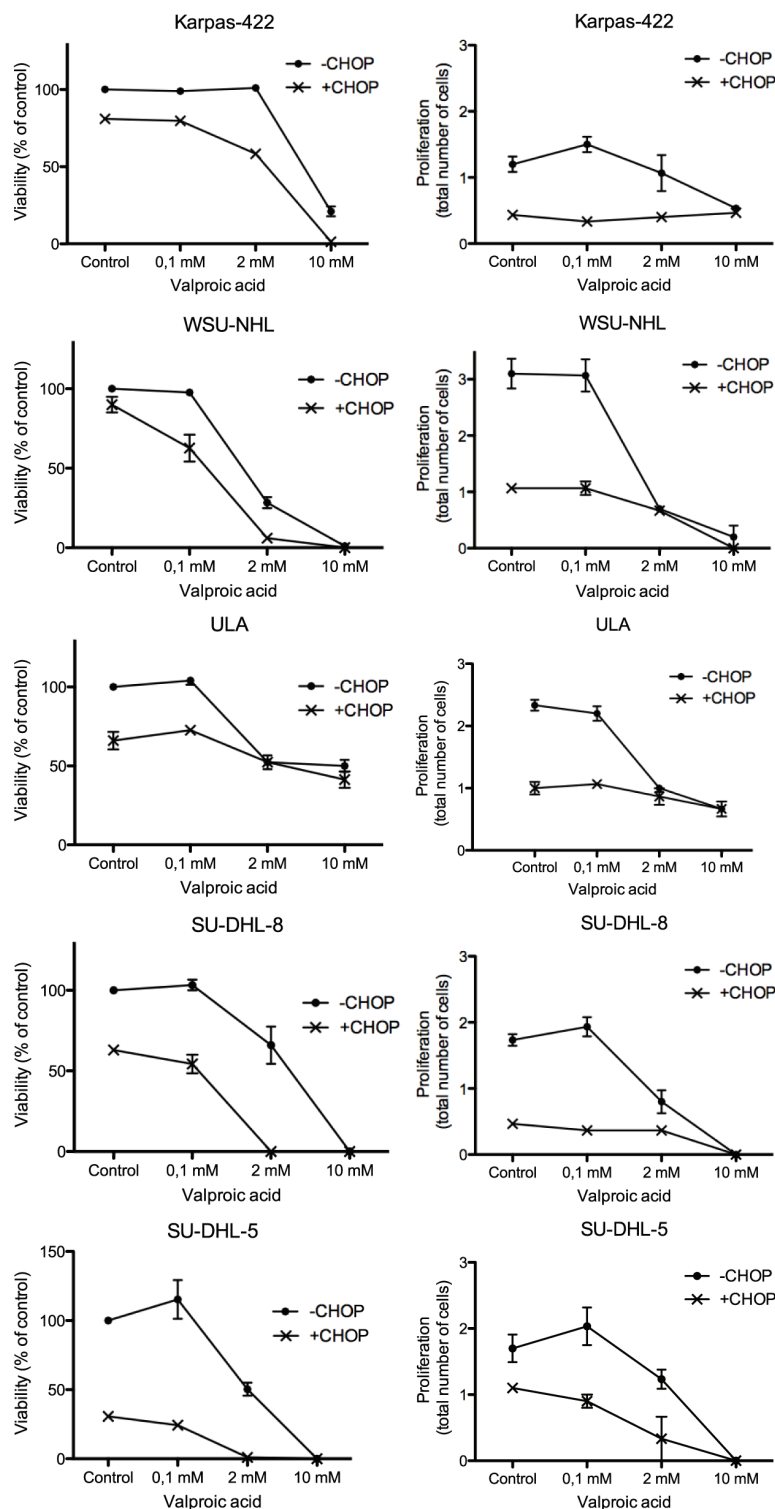 Karpas-422
Viability (% of control)
100
50
0
-CHOP
+CHOP
Control 0,1 mM 2 mM 10 mM
Valproic acid
Karpas-422
Proliferation
(total number of cells)
3
2
1
0
-CHOP
+CHOP
Control 0,1 mM 2 mM 10 mM
Valproic acid
WSU-NHL
Viability (% of control)
100
50
0
-CHOP
+CHOP
Control 0,1 mM 2 mM 10 mM
Valproic acid
WSU-NHL
Proliferation
(total number of cells)
3
2
1
0
-CHOP
+CHOP
Control 0,1 mM 2 mM 10 mM
Valproic acid
ULA
Viability (% of control)
100
50
0
-CHOP
+CHOP
Control 0,1 mM 2 mM 10 mM
Valproic acid
ULA
Proliferation
(total number of cells)
3
2
1
0
-CHOP
+CHOP
Control 0,1 mM 2 mM 10 mM
Valproic acid
SU-DHL-8
Viability (% of control)
100
50
0
-CHOP
+CHOP
Control 0,1 mM 2 mM 10 mM
Valproic acid
SU-DHL-8
Proliferation
(total number of cells)
3
2
1
0
-CHOP
+CHOP
Control 0,1 mM 2 mM 10 mM
Valproic acid
SU-DHL-5
Viability (% of control)
150
100
50
0
-CHOP
+CHOP
Control 0,1 mM 2 mM 10 mM
Valproic acid
SU-DHL-5
Proliferation
(total number of cells)
3
2
1
0
-CHOP
+CHOP
Control 0,1 mM 2 mM 10 mM
Valproic acid